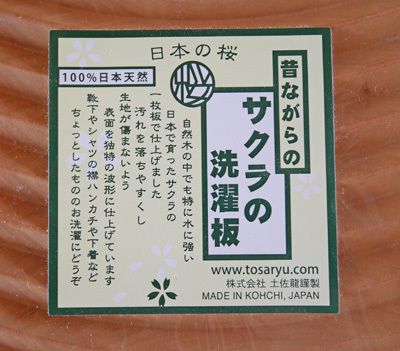 日本の桜
100%日本天然
昔ながらの
サクラの
洗濯板
自然木の中でも特に水に強い
日本で育ったサクラの
一枚板で仕上げました
汚れを落ちやすくし
生地が傷まないよう
表面を独特の波形に仕上げています
靴下やシャツの襟ハンカチや下着など
ちょっとしたもののお洗濯にどうぞ
www.tosaryu.com
株式会社 土佐龍謹製
MADE IN KOHCHI, JAPAN